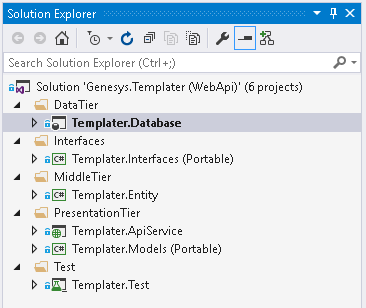 Solution Explorer
Search Solution Explorer (Ctrl+;)
Solution 'Genesys.Templater (WebApi)' (6 projects)
DataTier
Templater.Database
Interfaces
C# Templater.Interfaces (Portable)
MiddleTier
C# Templater.Entity
PresentationTier
Templater.ApiService
C# Templater.Models (Portable)
Test
Templater.Test